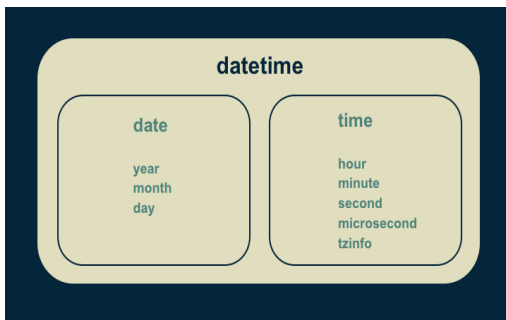 datetime
date
year
month
day
time
hour
minute
second
microsecond
tzinfo